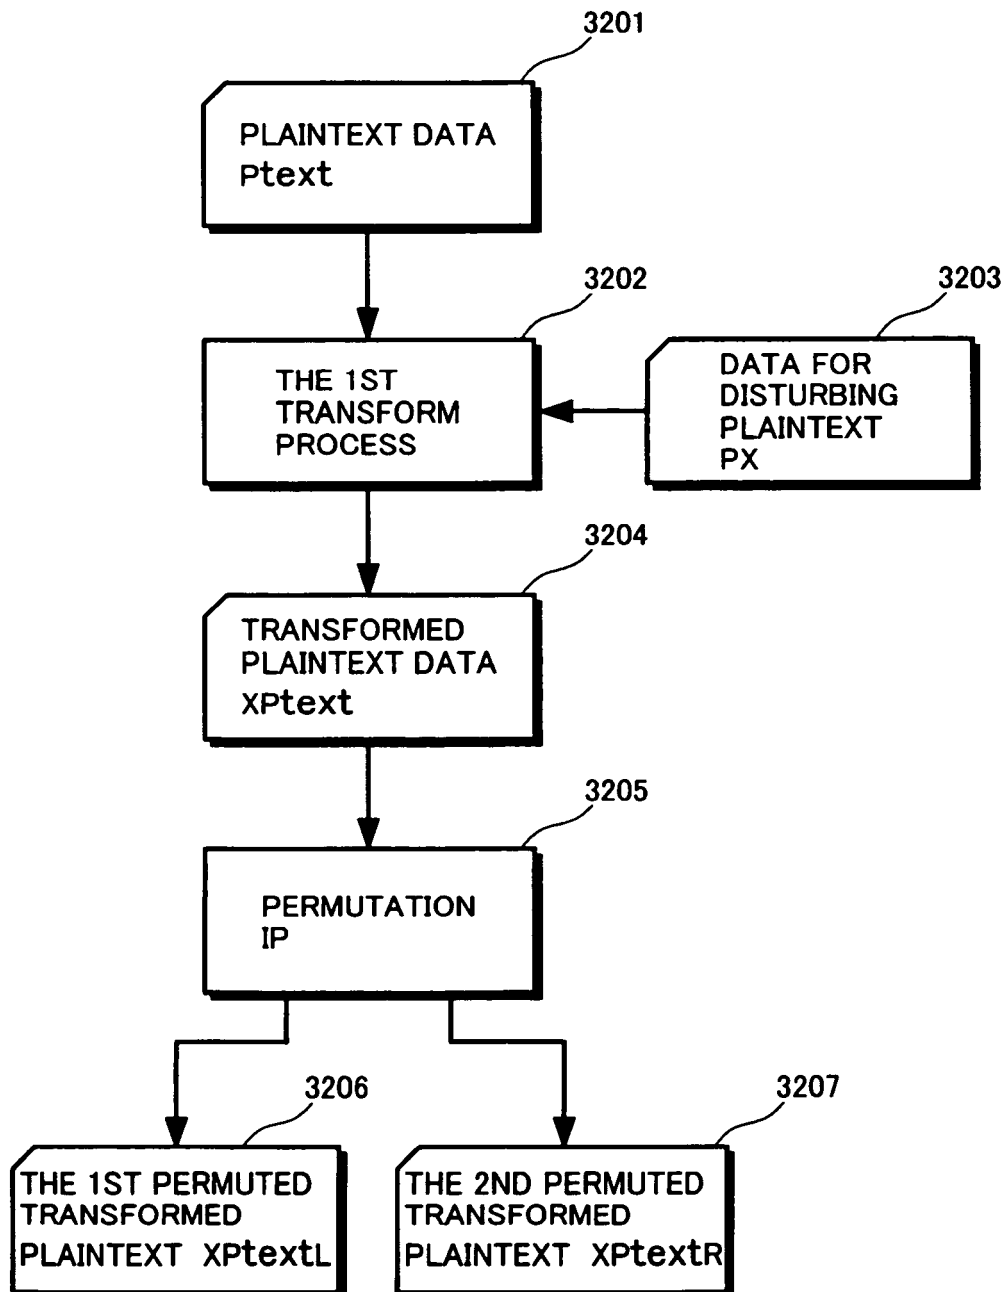 3201
PLAINTEXT DATA
Ptext
3202
3203
THE 1ST
TRANSFORM
PROCESS
DATA FOR
DISTURBING
PLAINTEXT
PX
3204
TRANSFORMED
PLAINTEXT DATA
XPtext
3205
PERMUTATION
IP
3206
3207
THE 1ST PERMUTED
TRANSFORMED
PLAINTEXT XPtextL
THE 2ND PERMUTED
TRANSFORMED
PLAINTEXT XPtextR